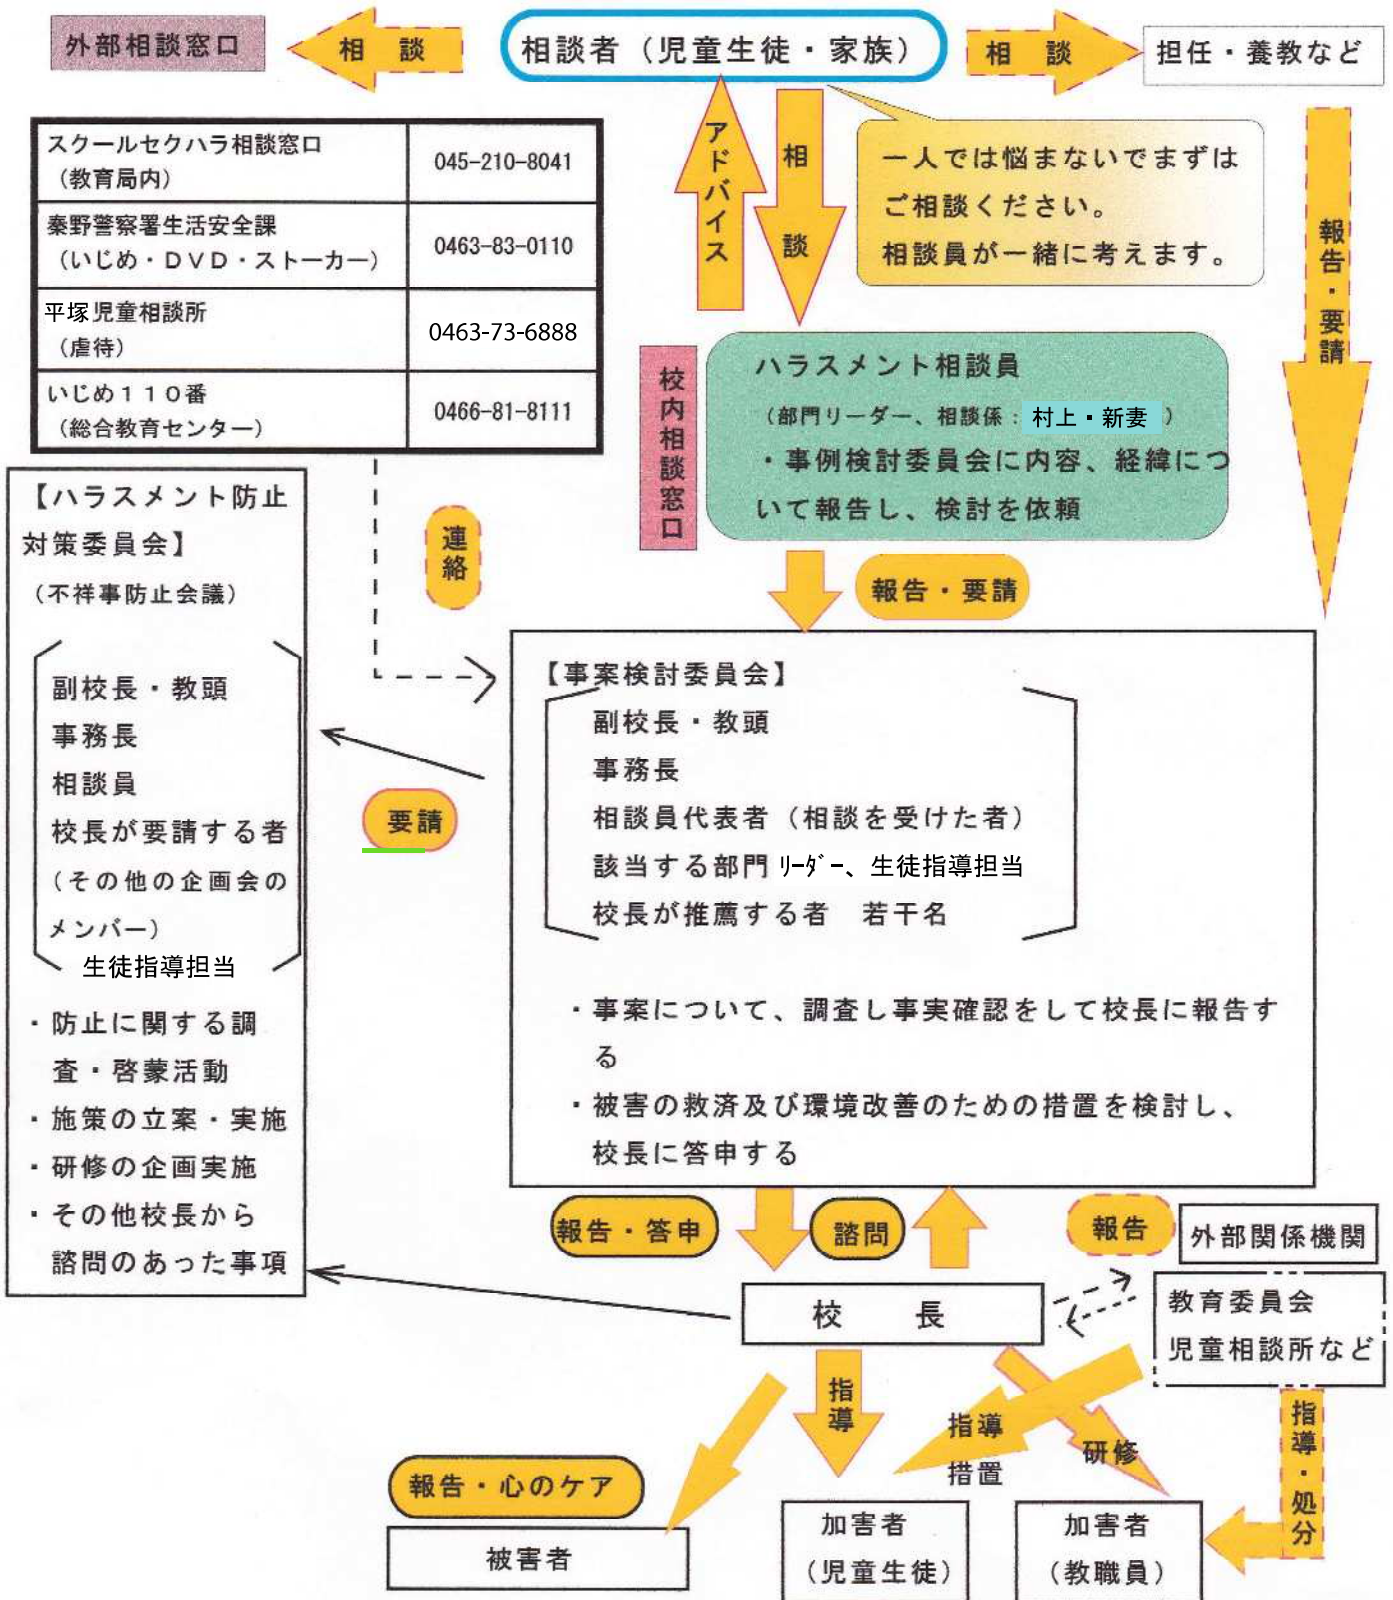 外部相談窓口
相　談
相談者（児童生徒・家族）
相　談
担任・養教など
スクールセクハラ相談窓口
（教育局内）
045-210-8041
秦野警察署生活安全課
（いじめ・ＤＶＤ・ストーカー）
0463-83-0110
平塚児童相談所
（虐待）
0463-73-6888
いじめ１１０番
（総合教育センター）
0466-81-8111
アドバイス
相談
一人では悩まないでまずは
ご相談ください。
相談員が一緒に考えます。
報告・要請
校内相談窓口
ハラスメント相談員
（部門リーダー、相談係：村上・新妻）
・事例検討委員会に内容、経緯につ
いて報告し、検討を依頼
連絡
報告・要請
【ハラスメント防止
対策委員会】
（不祥事防止会議）
副校長・教頭
事務長
相談員
校長が要請する者
（その他の企画会の
メンバー）
生徒指導担当
・防止に関する調
査・啓蒙活動
・施策の立案・実施
・研修の企画実施
・その他校長から
諮問のあった事項
要請
【事案検討委員会】
副校長・教頭
事務長
相談員代表者（相談を受けた者）
該当する部門ﾘｰﾀﾞｰ、生徒指導担当
校長が推薦する者　若干名
・事案について、調査し事実確認をして校長に報告す
る
・被害の救済及び環境改善のための措置を検討し、
校長に答申する
報告・答申
諮問
報告
外部関係機関
教育委員会
児童相談所など
校　　長
指導
指導
措置
研修
指導・処分
報告・心のケア
被害者
加害者
（児童生徒）
加害者
（教職員）